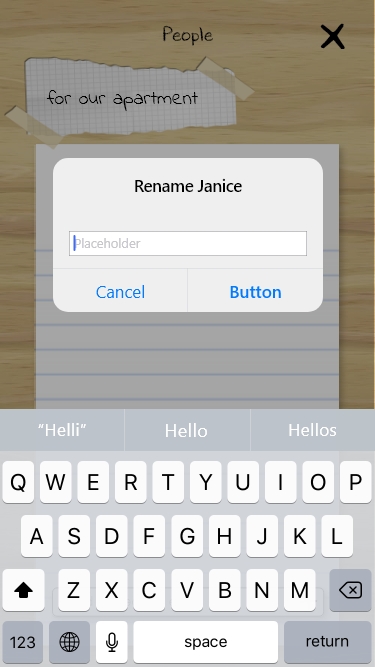 People
for our apartment
Rename Janice
Placeholder
Cancel Button
"Helli" Hello Hellos
Q W E R T Y U I O P
A S D F G H J K L
Z X C V B N M
123 space return